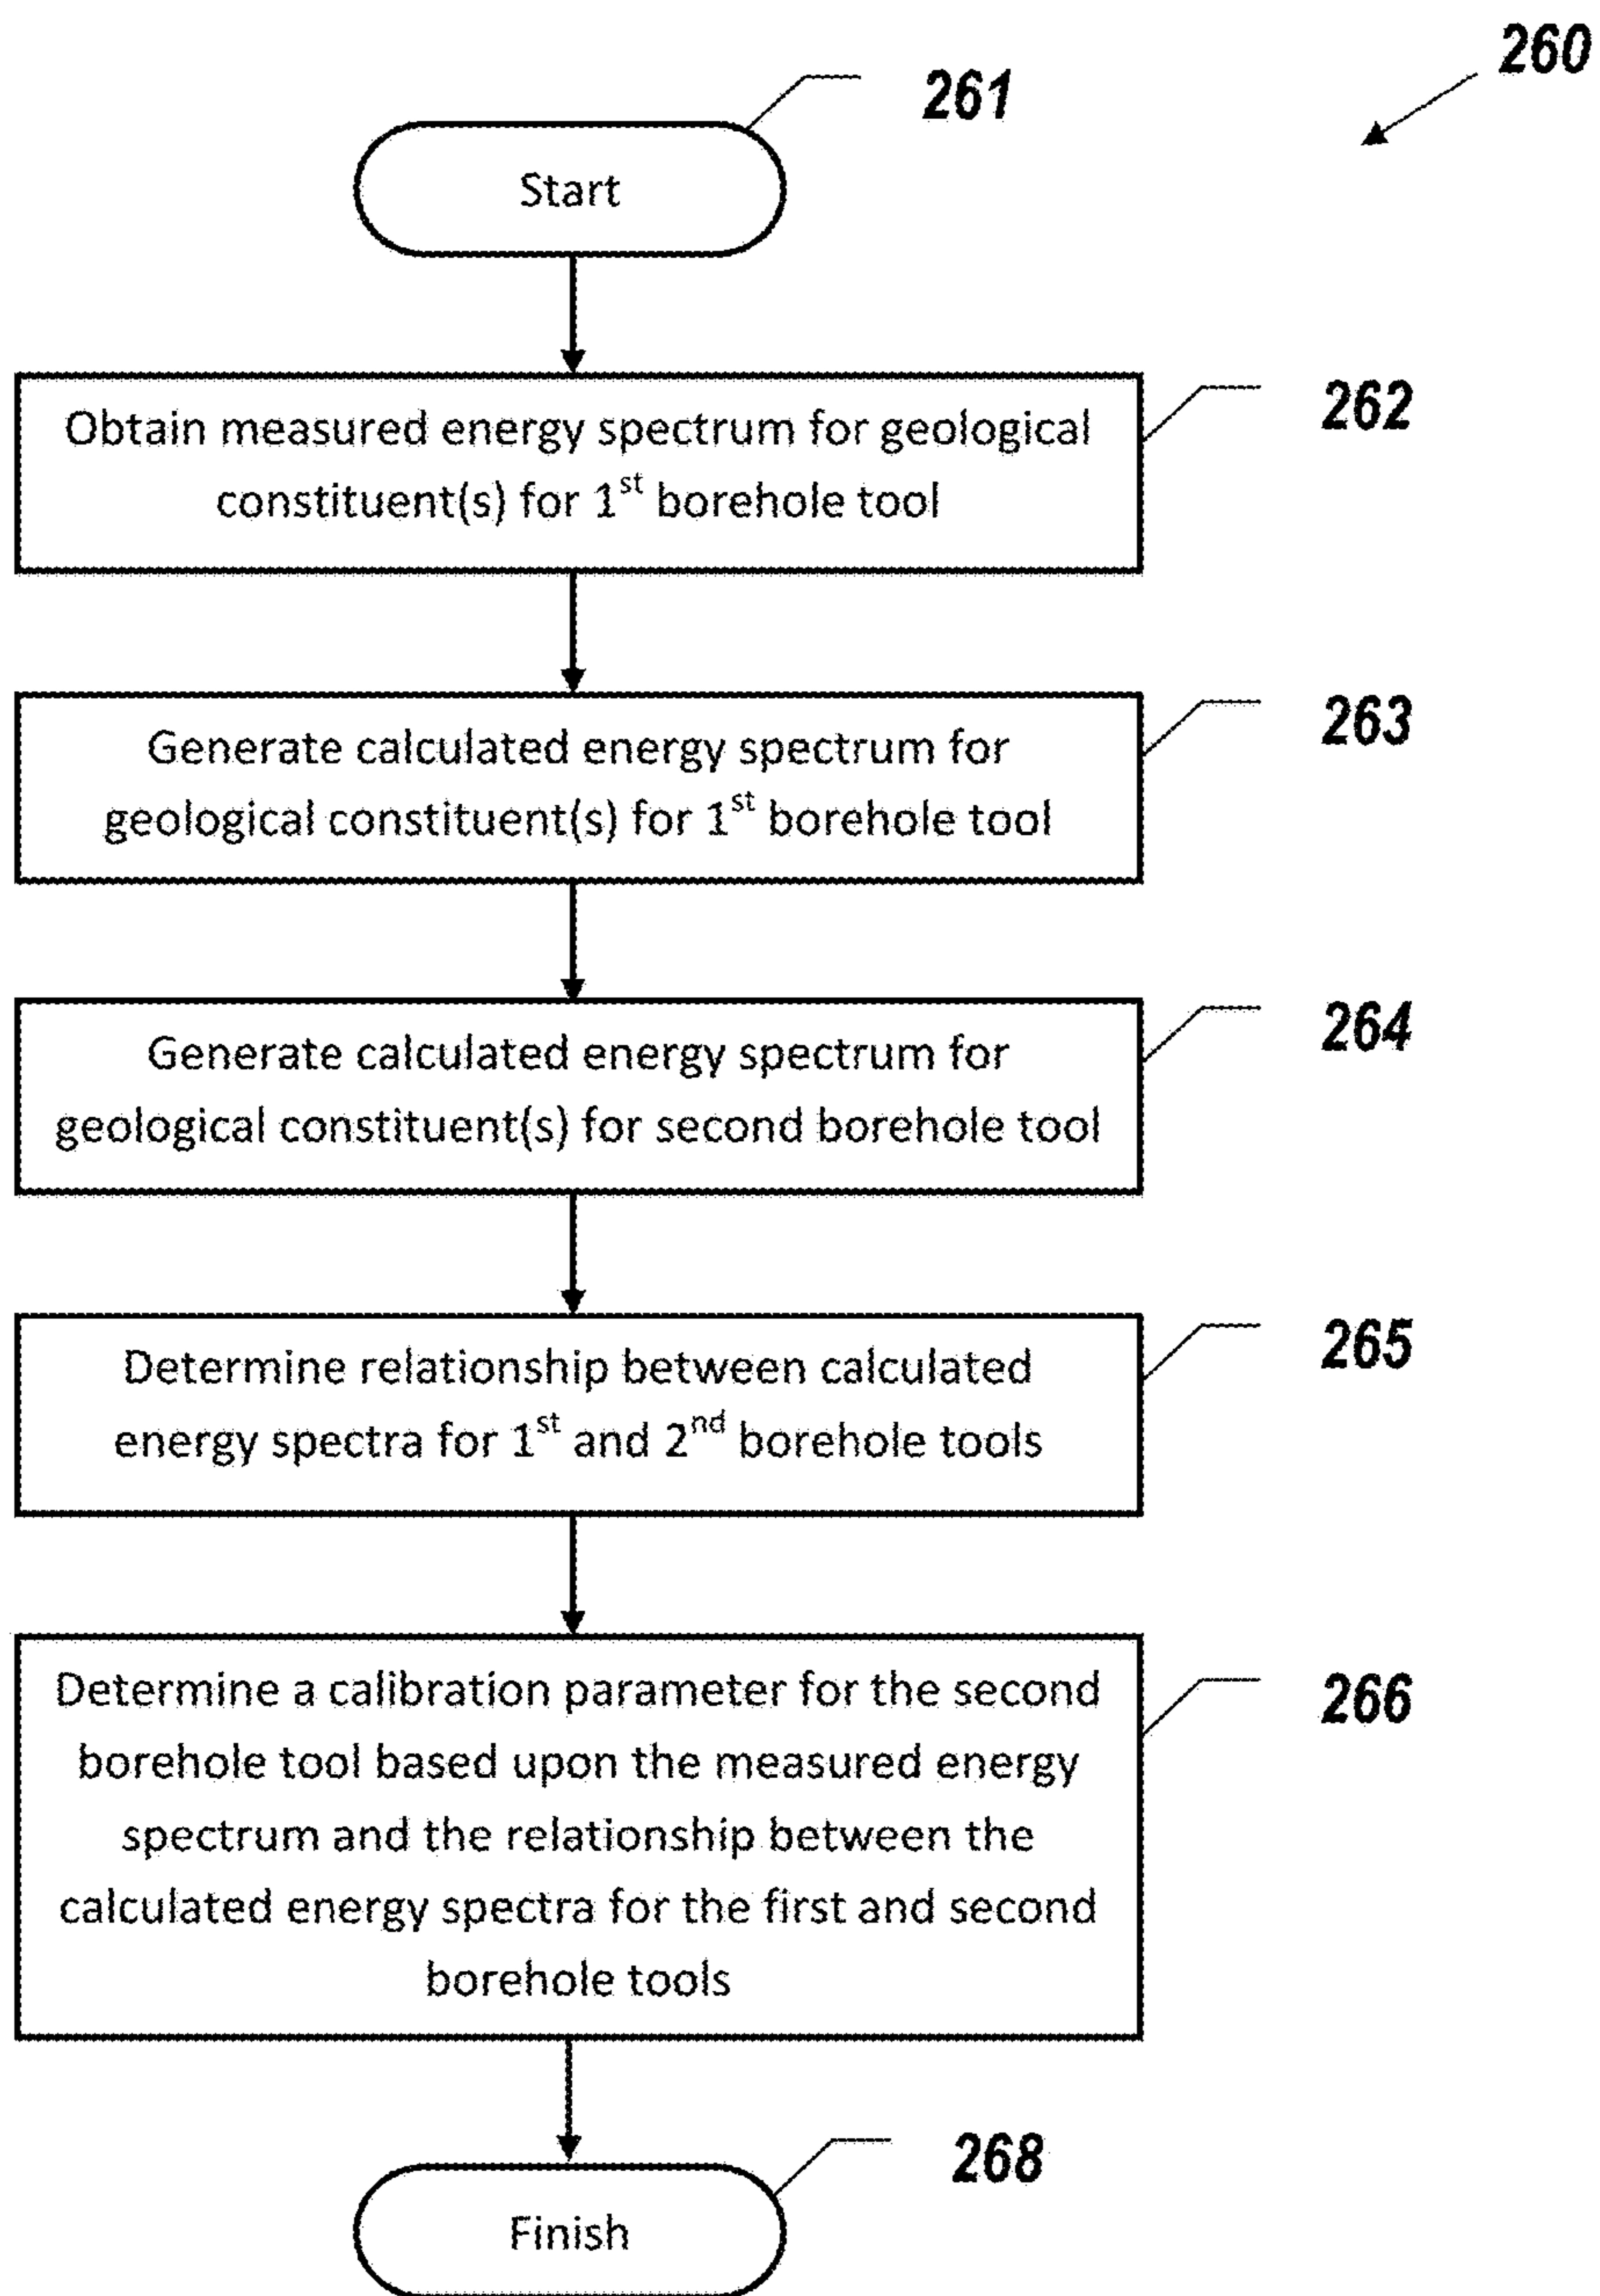 260
261
Start
262
Obtain measured energy spectrum for geological
constituent(s) for 1st borehole tool
263
Generate calculated energy spectrum for
geological constituent(s) for 1st borehole tool
264
Generate calculated energy spectrum for
geological constituent(s) for second borehole tool
265
Determine relationship between calculated
energy spectra for 1st and 2nd borehole tools
266
Determine a calibration parameter for the second
borehole tool based upon the measured energy
spectrum and the relationship between the
calculated energy spectra for the first and second
borehole tools
268
Finish